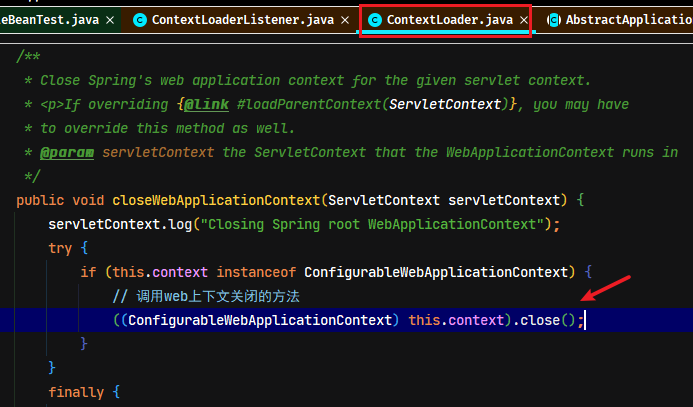 eBeanTest.java × ContextLoaderListener.java × ContextLoader.java × AbstractApplication
/**
* Close Spring's web application context for the given servlet context.
* <p>If overriding {@link #loadParentContext(ServletContext)}, you may have
* to override this method as well.
* @param servletContext the ServletContext that the WebApplicationContext runs in
*/
public void closeWebApplicationContext(ServletContext servletContext) {
servletContext.log("Closing Spring root WebApplicationContext");
try {
if (this.context instanceof ConfigurableWebApplicationContext) {
// 调用web上下文关闭的方法
((ConfigurableWebApplicationContext) this.context).close();
}
}
finally {